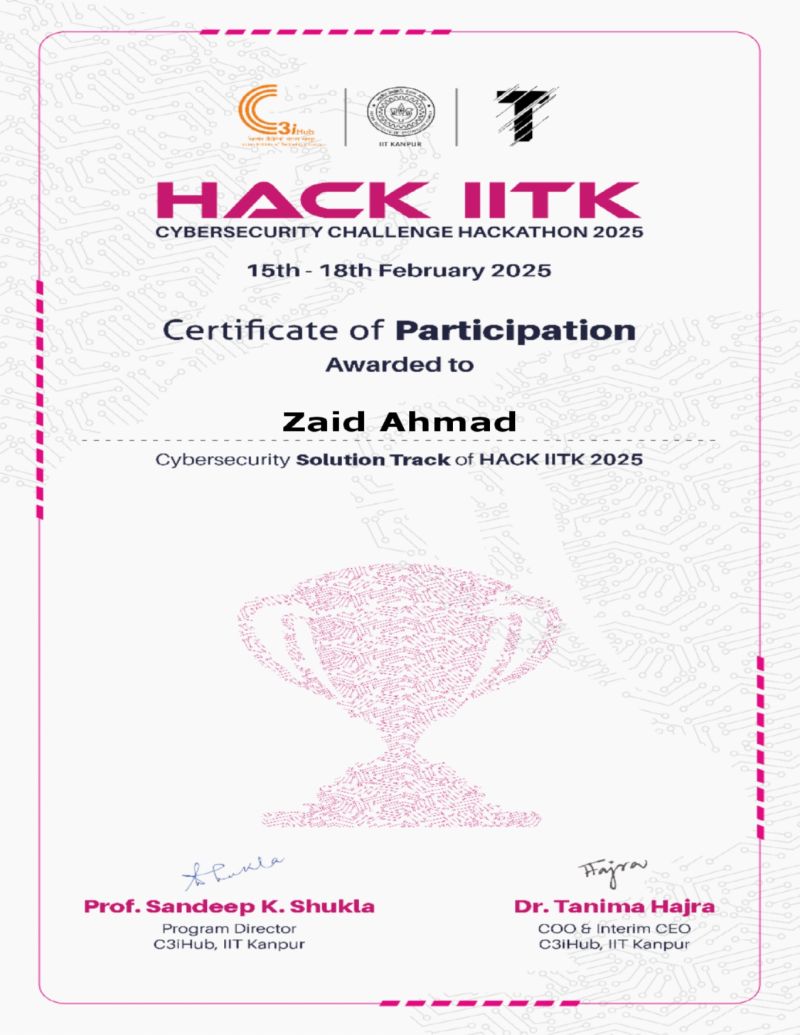 C3iHub
IIT KANPUR
T
HACK IITK
CYBERSECURITY CHALLENGE HACKATHON 2025
15th - 18th February 2025
Certificate of Participation
Awarded to
Zaid Ahmad
Cybersecurity Solution Track of HACK IITK 2025
S Shukla
Hajra
Prof. Sandeep K. Shukla
Dr. Tanima Hajra
Program Director
COO & Interim CEO
C3iHub, IIT Kanpur
C3iHub, IIT Kanpur